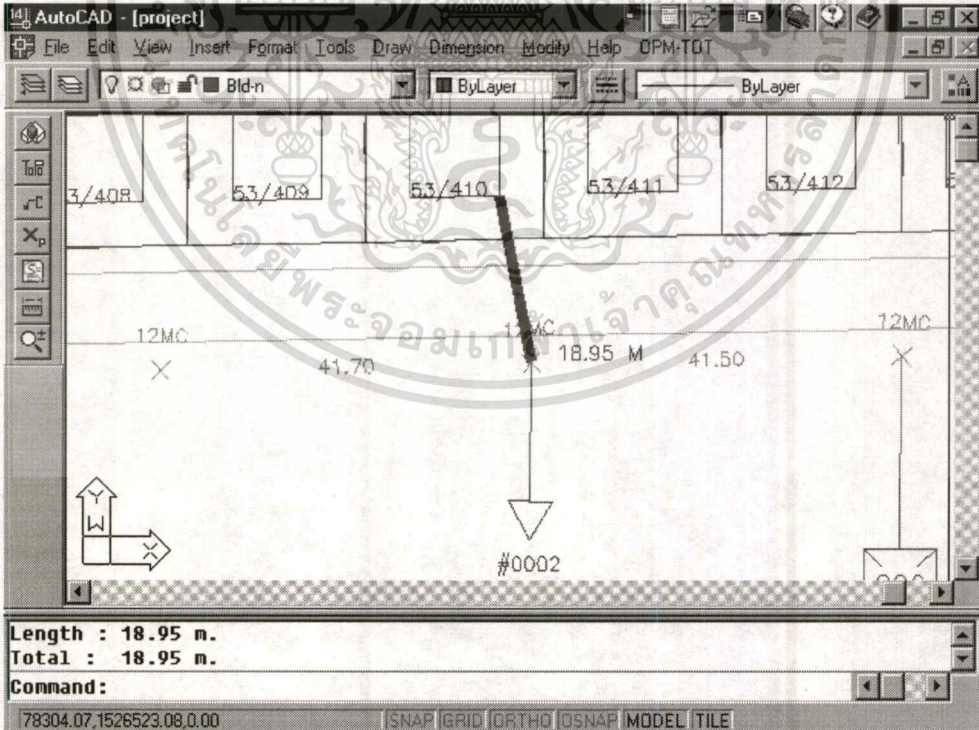 AutoCAD - [project]
File Edit View Insert Format Tools Draw Dimension Modify Help OPM-TOT
Bld-n ByLayer ByLayer
3/408 53/409 53/410 53/411 53/412
12MC 12MC 12MC
41.70 18.95 M 41.50
#0002
W Y X
Length : 18.95 m.
Total : 18.95 m.
Command:
78304.07,1526523.08,0.00 SNAP GRID ORTHO OSNAP MODEL TILE